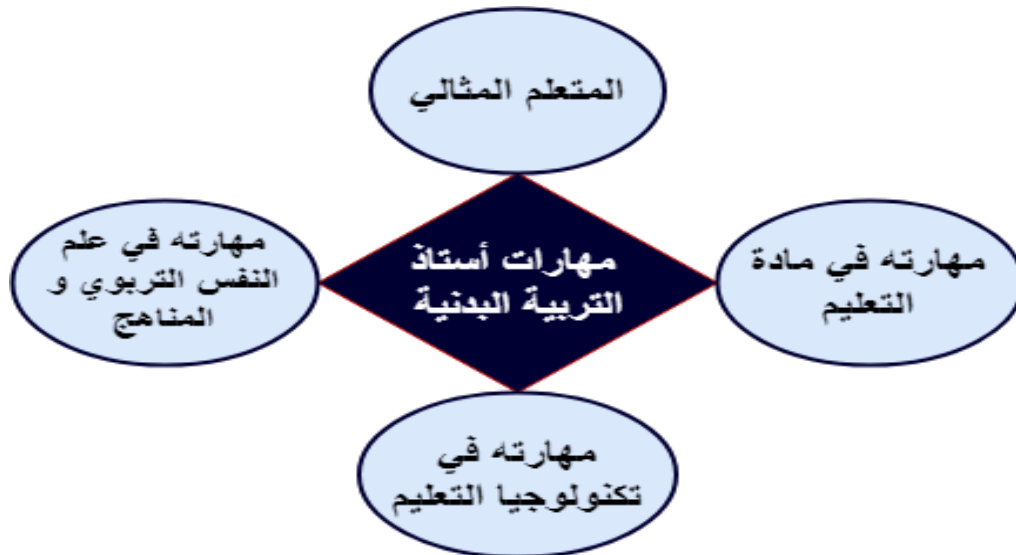 المتعلم المثالي
مهارات أستاذ
التربية البدنية
مهارته في مادة
التعليم
مهارته في علم
النفس التربوي و
المناهج
مهارته في
تكنولوجيا التعليم